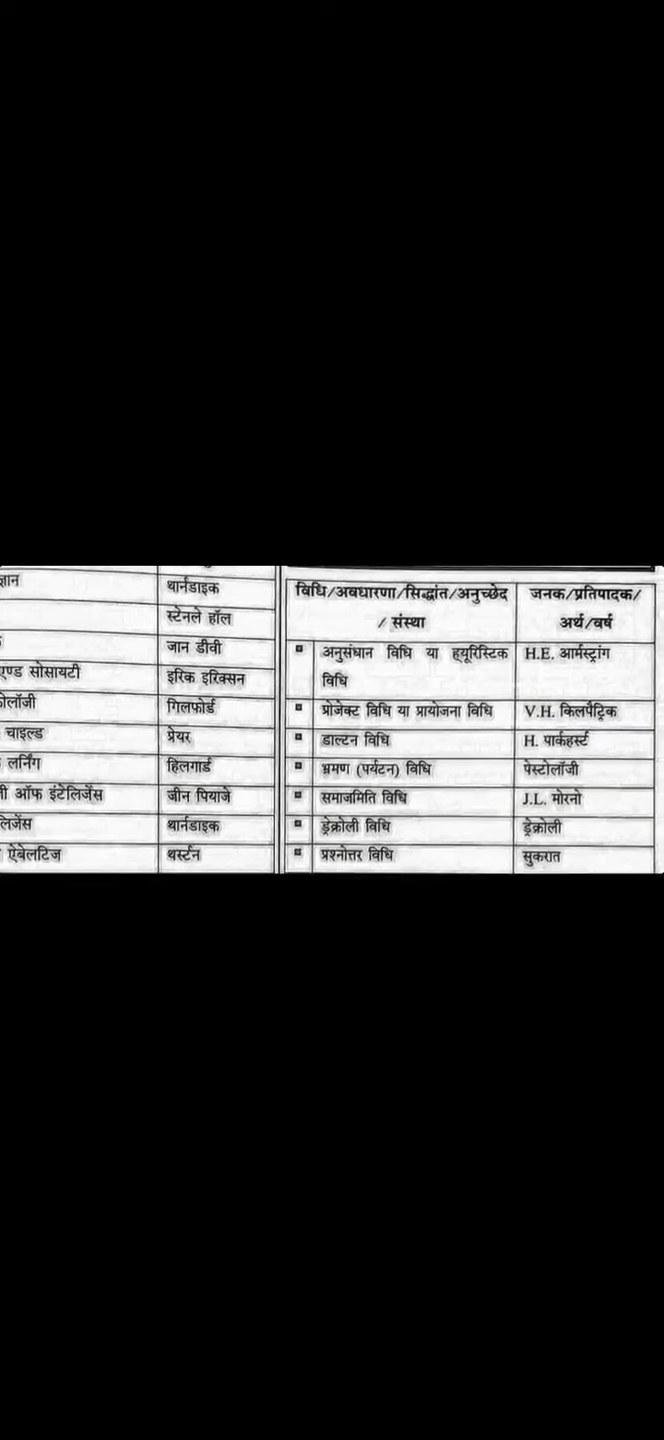 ज्ञान थार्नडाइक
स्टेनले हॉल
जान डीवी
एण्ड सोसायटी इरिक इरिक्सन
गिलफोर्ड
चाइल्ड प्रेयर
लर्निंग हिलगार्ड
ऑफ इंटेलिजेंस जीन पियाजे
थार्नडाइक
ऐबेलटिज थर्स्टन
विधि/अवधारणा/सिद्धांत/अनुच्छेद जनक/प्रतिपादक/
/ संस्था अर्थ/वर्ष
अनुसंधान विधि या ह्यूरिस्टिक H.E. आर्मस्ट्रांग
विधि
प्रोजेक्ट विधि या प्रायोजना विधि V.H. किलपैट्रिक
डाल्टन विधि H. पार्कहर्स्ट
भ्रमण (पर्यटन) विधि पेस्टोलॉजी
समाजमिति विधि J.L. मोरनो
ड्रेक्रोली विधि ड्रेक्रोली
प्रश्नोत्तर विधि सुकरात